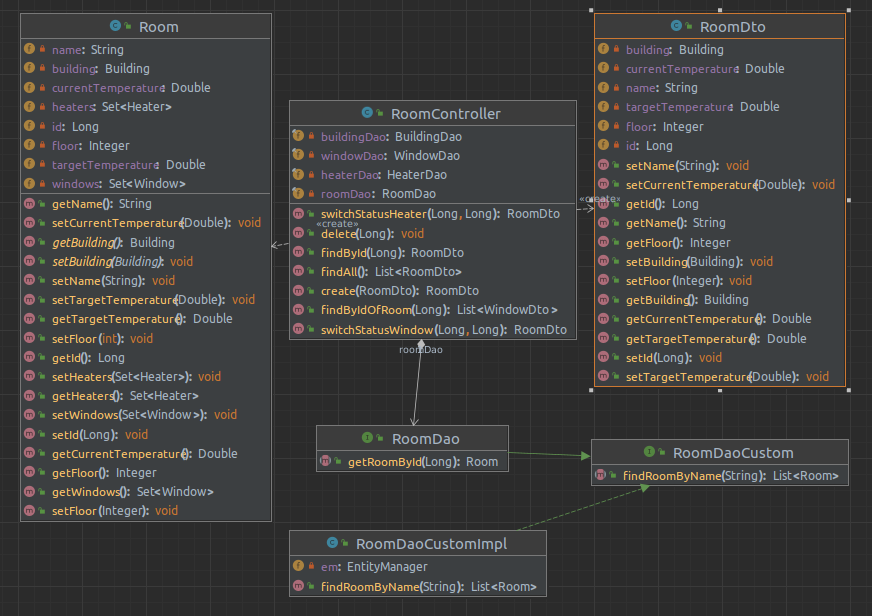 Room
name: String
building: Building
currentTemperature: Double
heaters: Set<Heater>
id: Long
floor: Integer
targetTemperature: Double
windows: Set<Window>
getName(): String
setCurrentTemperature(Double): void
getBuilding(): Building
setBuilding(Building): void
setName(String): void
setTargetTemperature(Double): void
getTargetTemperature(): Double
setFloor(int): void
getId(): Long
setHeaters(Set<Heater>): void
getHeaters(): Set<Heater>
setWindows(Set<Window>): void
setId(Long): void
getCurrentTemperature(): Double
getFloor(): Integer
getWindows(): Set<Window>
setFloor(Integer): void
RoomController
buildingDao: BuildingDao
windowDao: WindowDao
heaterDao: HeaterDao
roomDao: RoomDao
switchStatusHeater(Long, Long): RoomDto
delete(Long): void
findById(Long): RoomDto
findAll(): List<RoomDto>
create(RoomDto): RoomDto
findByIdOfRoom(Long): List<WindowDto>
switchStatusWindow(Long, Long): RoomDto
«create»
«create»
roomDao
RoomDto
building: Building
currentTemperature: Double
name: String
targetTemperature: Double
floor: Integer
id: Long
setName(String): void
setCurrentTemperature(Double): void
getId(): Long
getName(): String
getFloor(): Integer
setBuilding(Building): void
setFloor(Integer): void
getBuilding(): Building
getCurrentTemperature(): Double
getTargetTemperature(): Double
setId(Long): void
setTargetTemperature(Double): void
RoomDao
getRoomById(Long): Room
RoomDaoCustom
findRoomByName(String): List<Room>
RoomDaoCustomImpl
em: EntityManager
findRoomByName(String): List<Room>